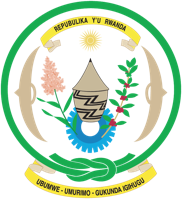 REPUBULIKA Y'U RWANDA
UBUMWE - UMURIMO - GUKUNDA IGIHUGU